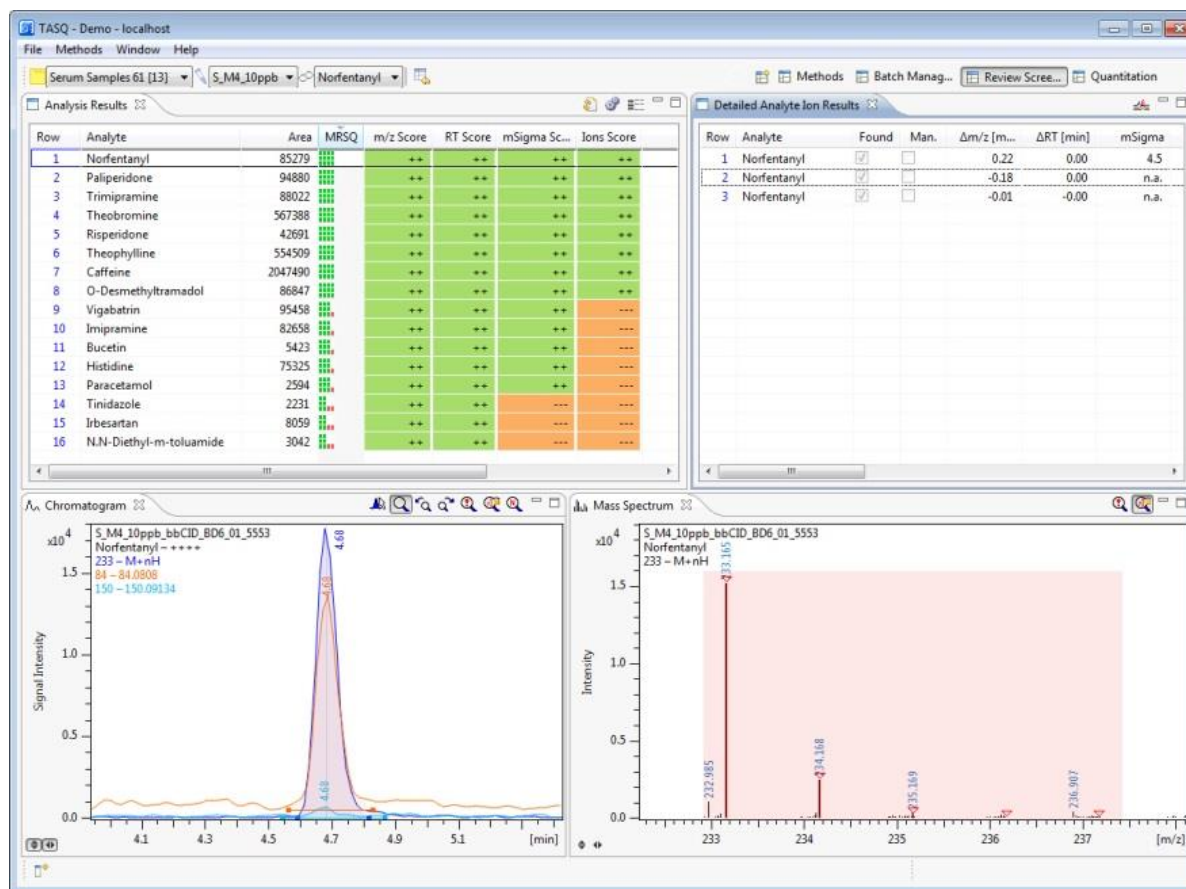 TASQ - Demo - localhost
File Methods Window Help
Serum Samples 61 [13] S_M4_10ppb Norfentanyl Methods Batch Manag... Review Scree... Quantitation
Analysis Results
Row Analyte Area MRSQ m/z Score RT Score mSigma Sc... Ions Score
1 Norfentanyl 85279 ++ ++ ++ ++
2 Paliperidone 94880 ++ ++ ++ ++
3 Trimipramine 88022 ++ ++ ++ ++
4 Theobromine 567388 ++ ++ ++ ++
5 Risperidone 42691 ++ ++ ++ ++
6 Theophylline 554509 ++ ++ ++ ++
7 Caffeine 2047490 ++ ++ ++ ++
8 O-Desmethyltramadol 86847 ++ ++ ++ ++
9 Vigabatrin 95458 ++ ++ ++ ---
10 Imipramine 82658 ++ ++ ++ ---
11 Bucetin 5423 ++ ++ ++ ---
12 Histidine 75325 ++ ++ ++ ---
13 Paracetamol 2594 ++ ++ ++ ---
14 Tinidazole 2231 ++ ++ --- ---
15 Irbesartan 8059 ++ ++ --- ---
16 N.N-Diethyl-m-toluamide 3042 ++ ++ --- ---
Detailed Analyte Ion Results
Row Analyte Found Man. Δm/z [m... ΔRT [min] mSigma
1 Norfentanyl 0.22 0.00 4.5
2 Norfentanyl -0.18 0.00 n.a.
3 Norfentanyl -0.01 -0.00 n.a.
Chromatogram
S_M4_10ppb_bbCID_BD6_01_5553
Norfentanyl – ++++
233 – M+nH
84 – 84.0808
150 – 150.09134
x10⁴
1.5
1.0
0.5
0.0
Signal Intensity
4.68
4.68
4.68
4.1 4.3 4.5 4.7 4.9 5.1 [min]
Mass Spectrum
S_M4_10ppb_bbCID_BD6_01_5553
Norfentanyl
233 – M+nH
x10⁴
1.5
1.0
0.5
0.0
Intensity
232.985
233.165
234.168
235.169
236.907
233 234 235 236 237 [m/z]